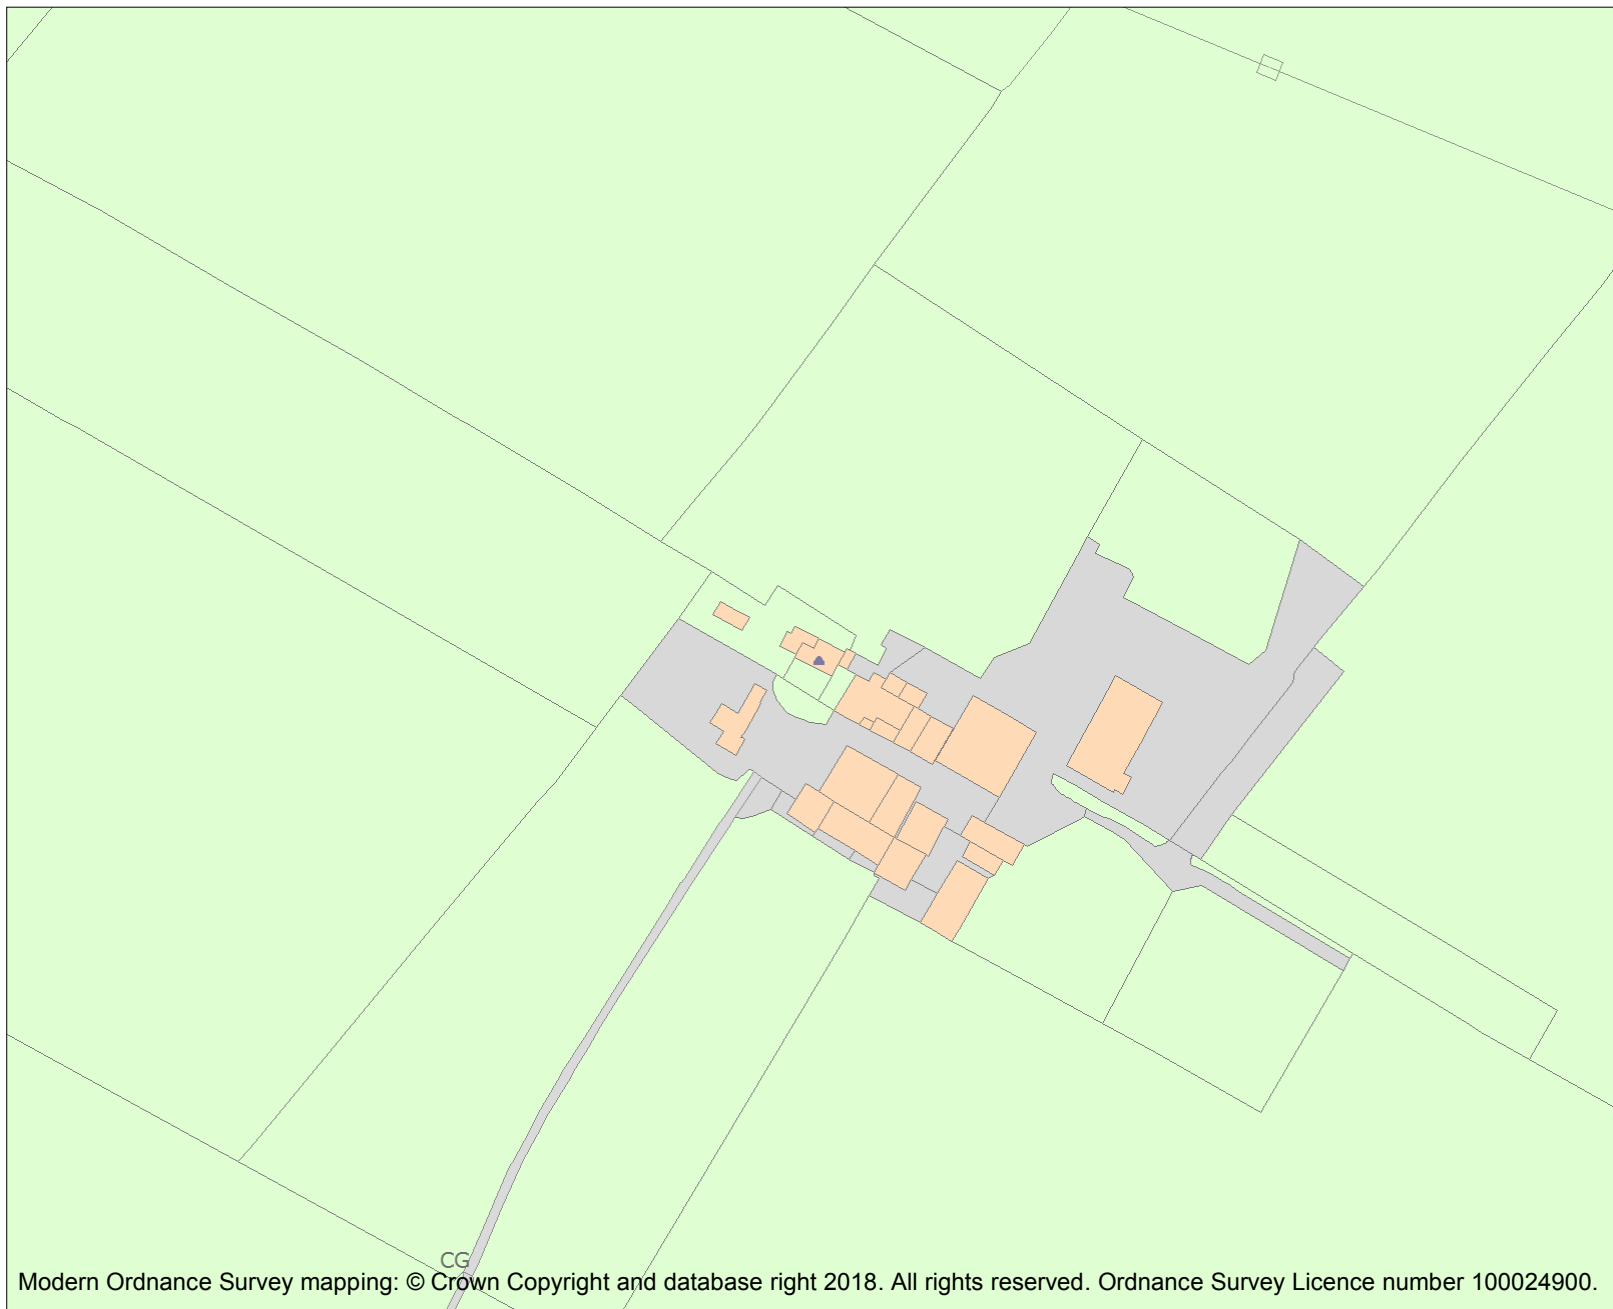 CG
Modern Ordnance Survey mapping: © Crown Copyright and database right 2018. All rights reserved. Ordnance Survey Licence number 100024900.